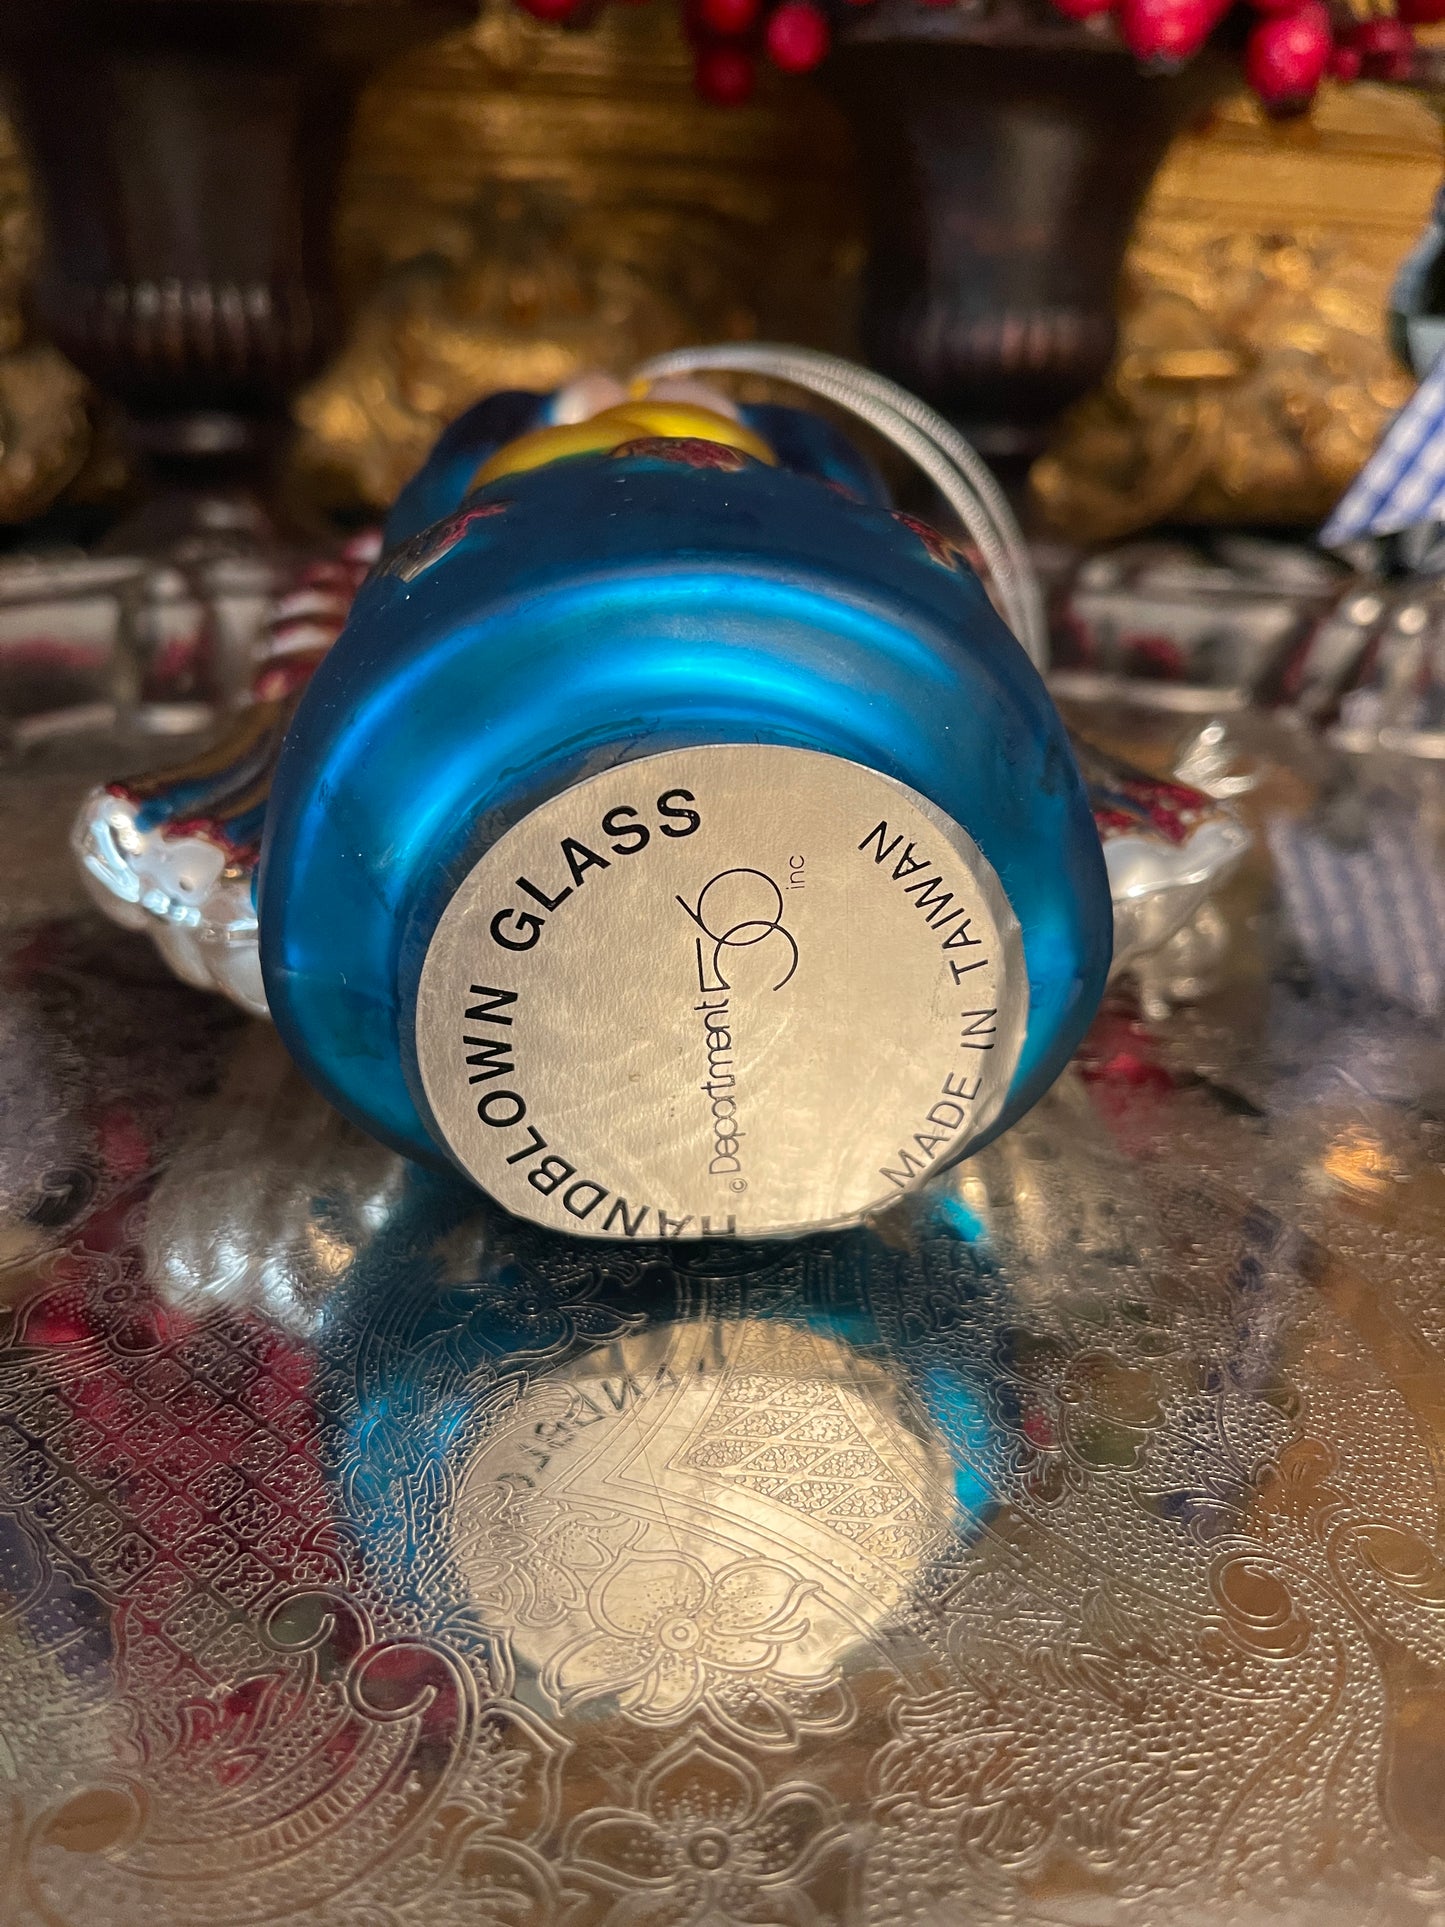 HANDBLOWN GLASS
© Department 56 inc
MADE IN TAIWAN